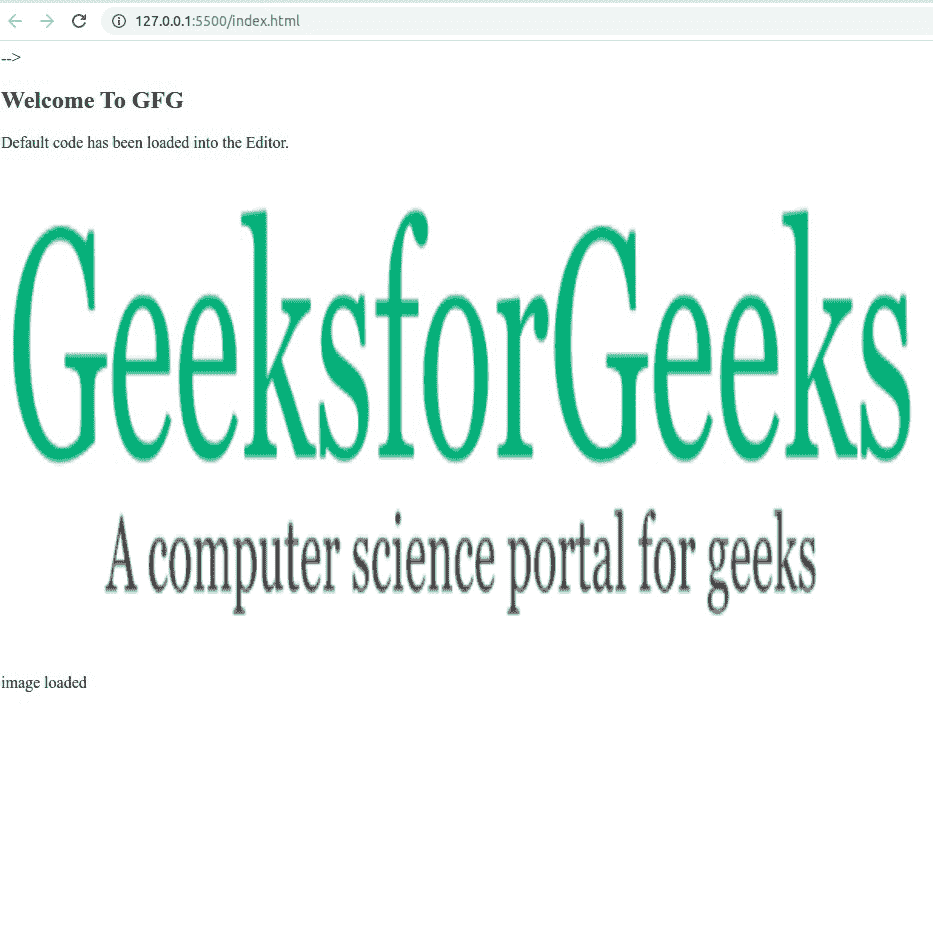 127.0.0.1:5500/index.html
-->
Welcome To GFG
Default code has been loaded into the Editor.
GeeksforGeeks
A computer science portal for geeks
image loaded